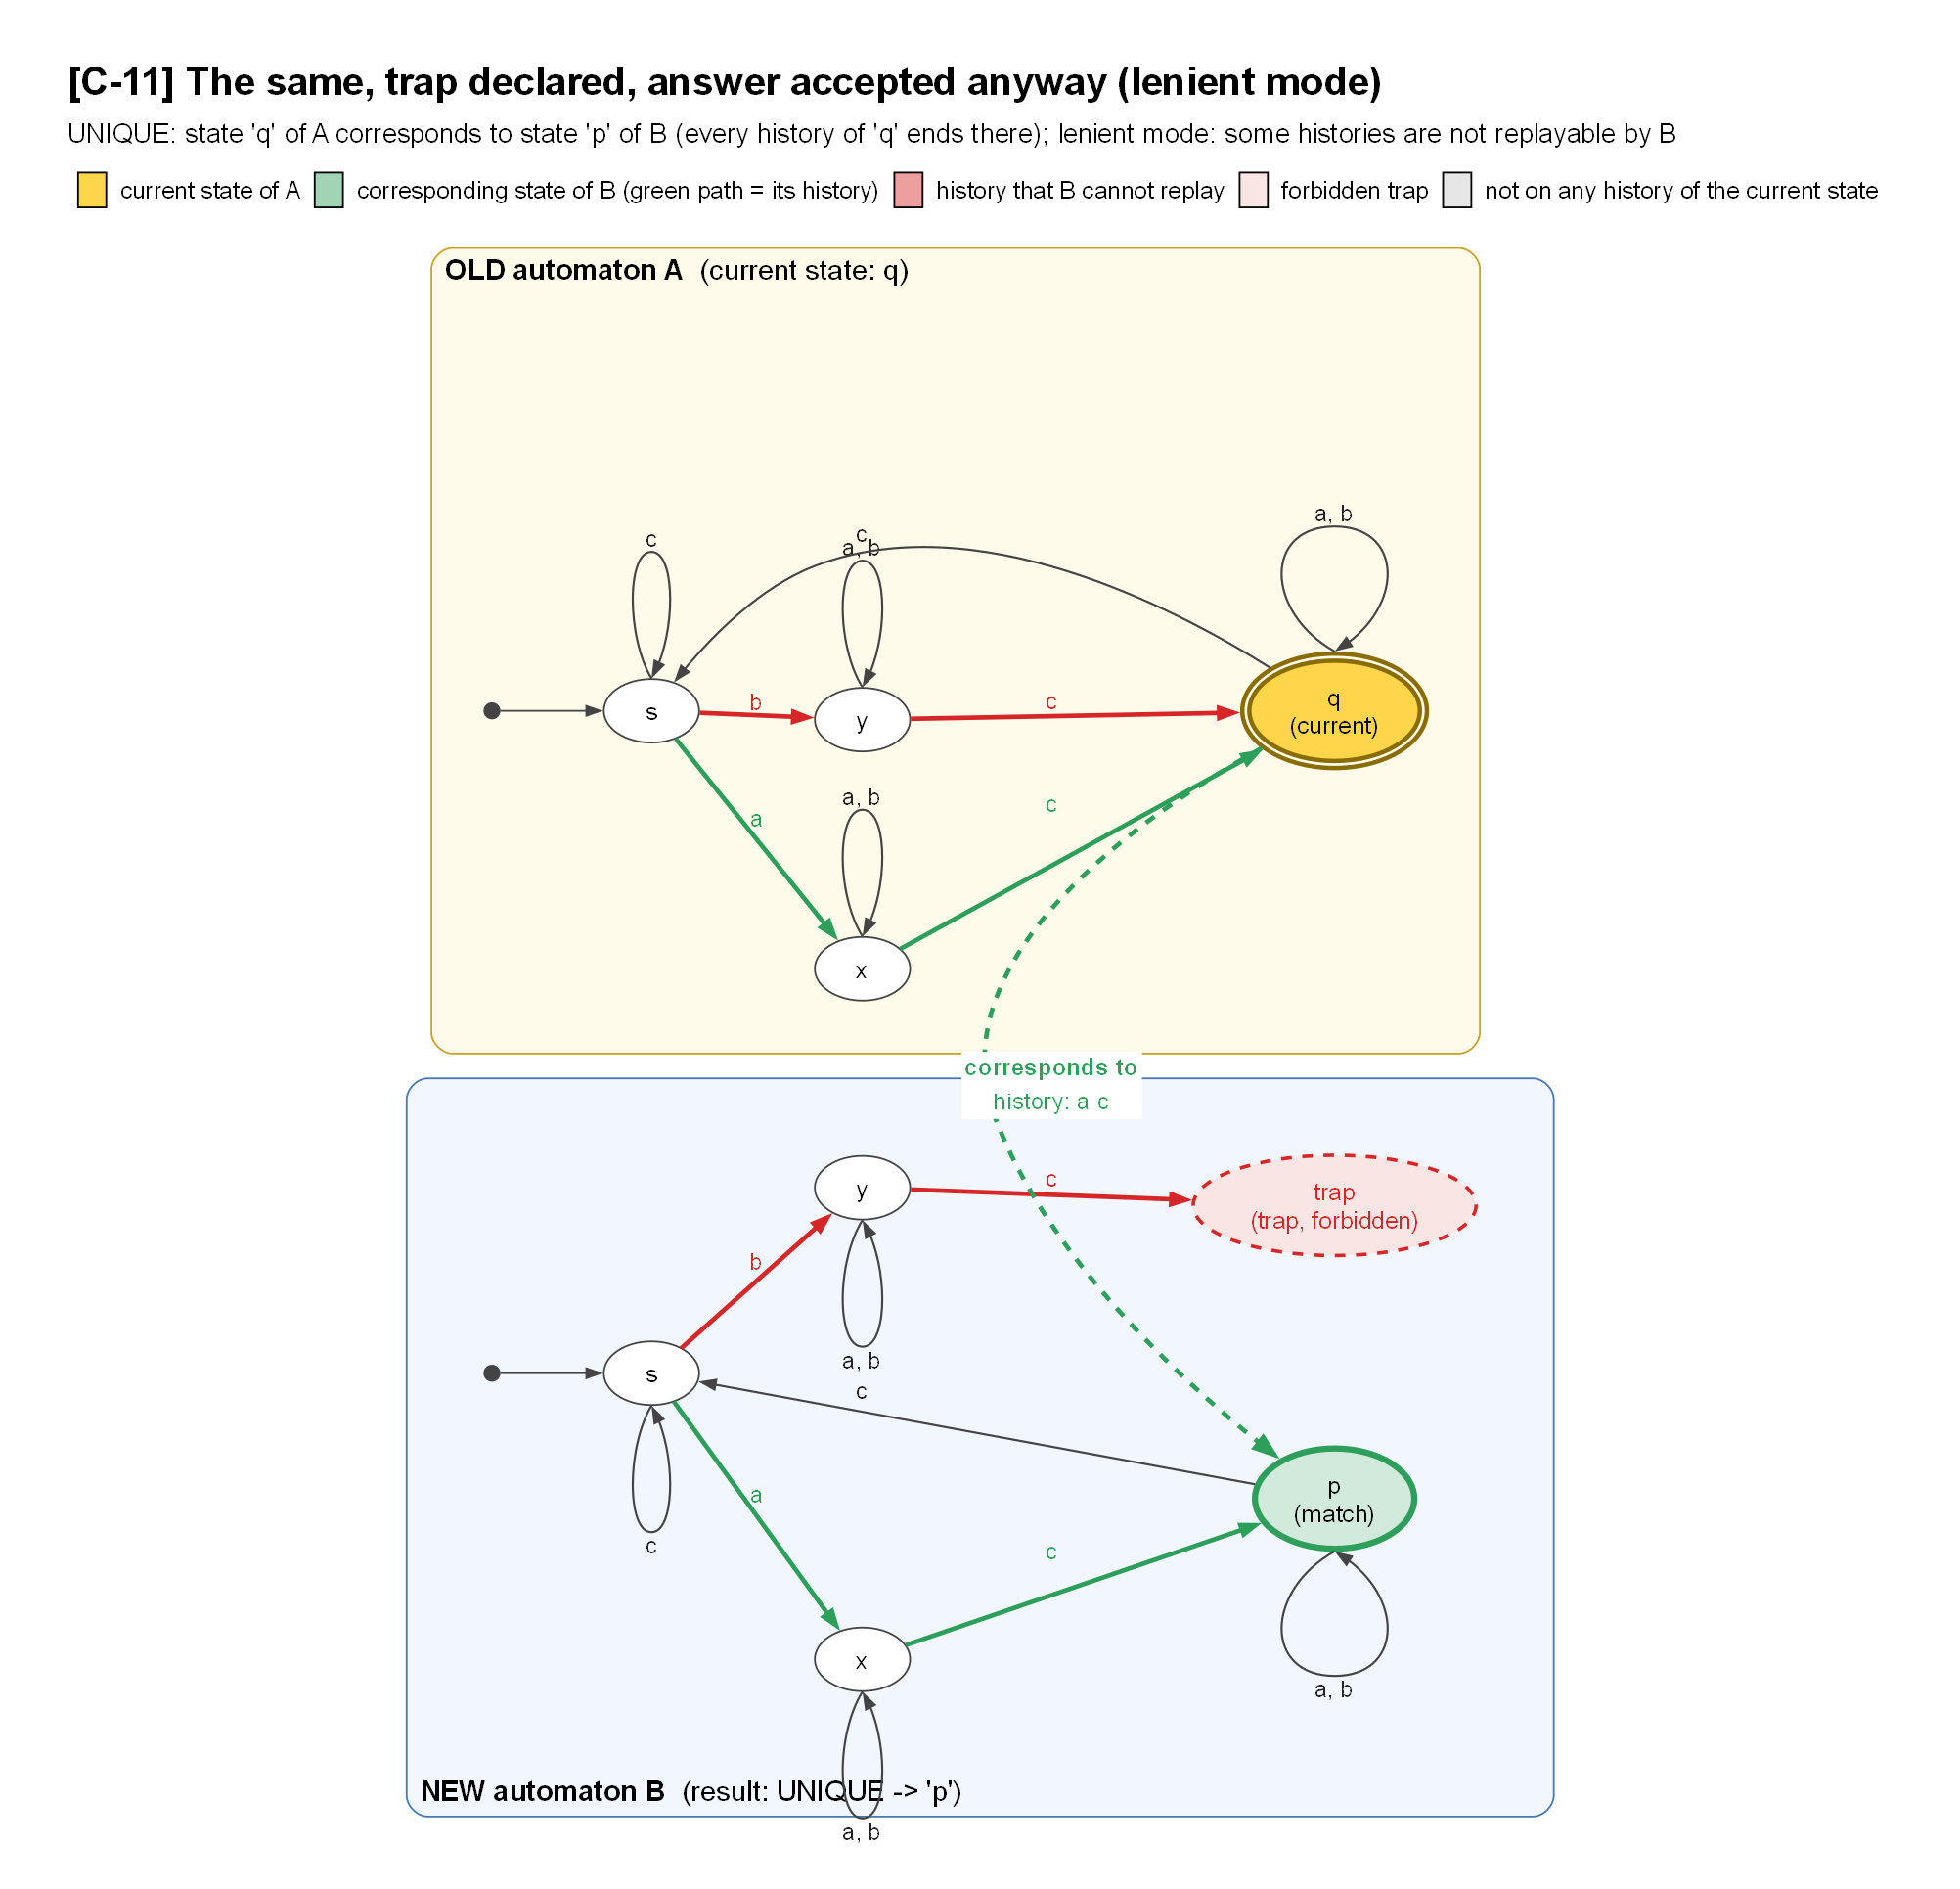 [C-11] The same, trap declared, answer accepted anyway (lenient mode)
UNIQUE: state 'q' of A corresponds to state 'p' of B (every history of 'q' ends there); lenient mode: some histories are not replayable by B
current state of A
corresponding state of B (green path = its history)
history that B cannot replay
forbidden trap
not on any history of the current state
OLD automaton A (current state: q)
a, b
c
c
a, b
q
(current)
s
b
y
c
a, b
c
a
x
corresponds to
history: a c
y
c
trap
(trap, forbidden)
b
a, b
s
c
p
(match)
a
c
c
x
a, b
NEW automaton B (result: UNIQUE -> 'p')
a, b